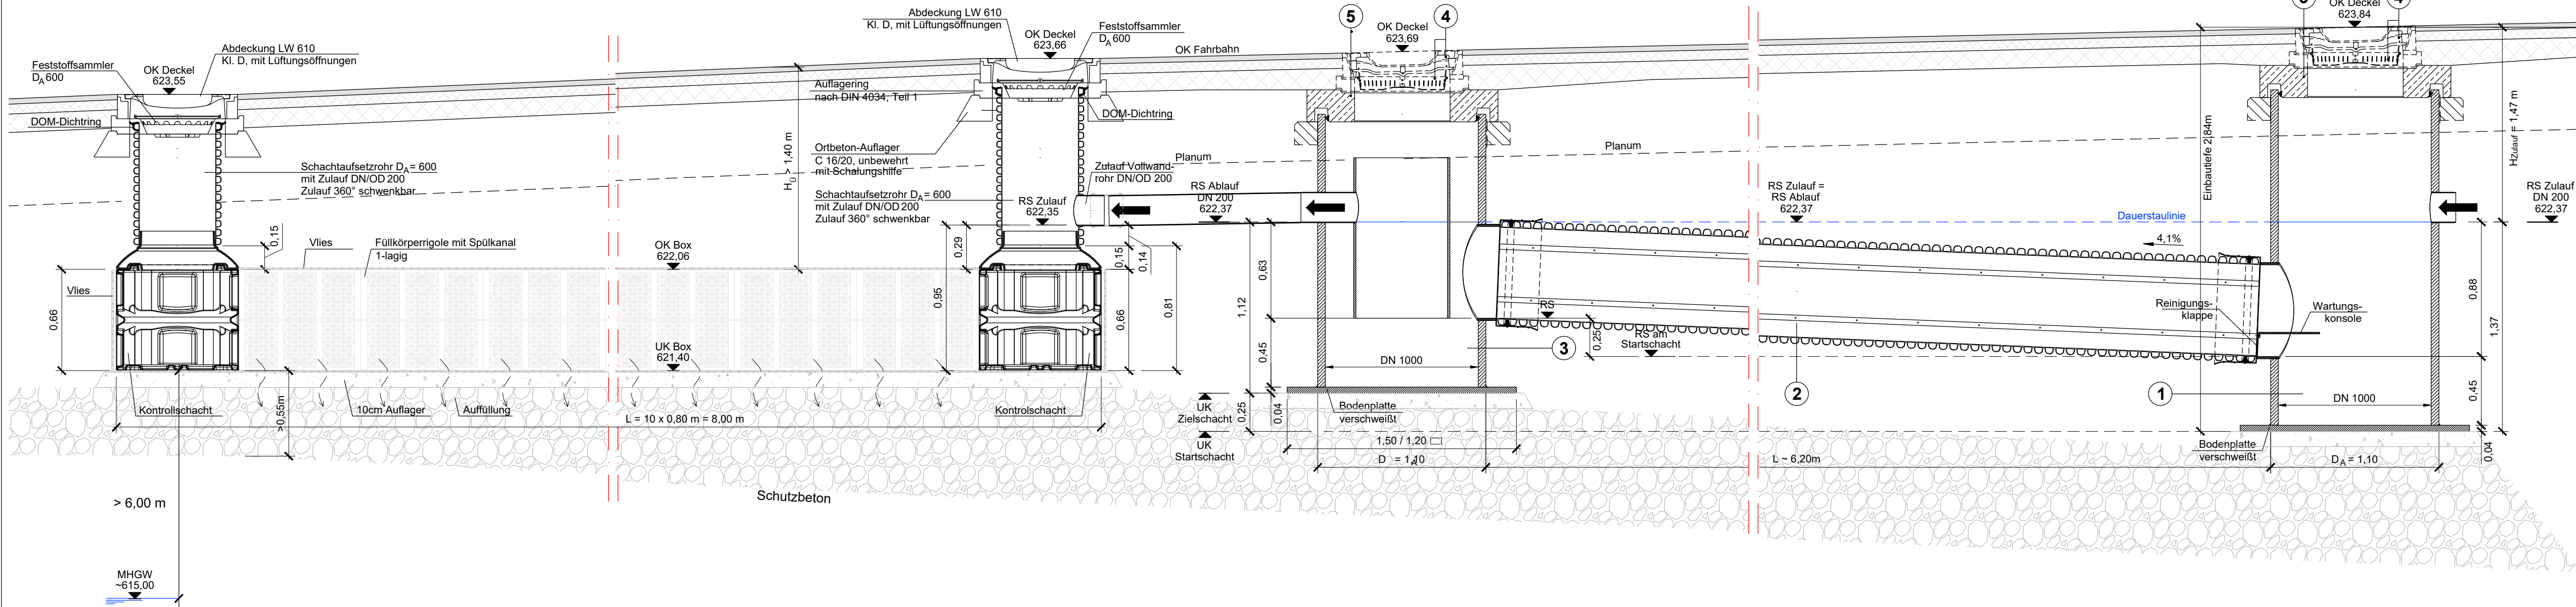 Feststoffsammler
DA 600
OK Deckel
623,55
Abdeckung LW 610
Kl. D, mit Lüftungsöffnungen
DOM-Dichtring
Schachtaufsetzrohr DA = 600
mit Zulauf DN/OD 200
Zulauf 360° schwenkbar
0,15
Vlies
Füllkörperrigole mit Spülkanal
1-lagig
Vlies
0,66
OK Box
622,06
UK Box
621,40
Kontrollschacht
>0.55m
10cm Auflager
Auffüllung
L = 10 x 0,80 m = 8,00 m
Kontrolschacht
> 6,00 m
MHGW
~615,00
Schutzbeton
Abdeckung LW 610
Kl. D, mit Lüftungsöffnungen
OK Deckel
623,66
Feststoffsammler
DA 600
OK Fahrbahn
Auflagering
nach DIN 4034, Teil 1
DOM-Dichtring
HÜ > 1,40 m
Ortbeton-Auflager
C 16/20, unbewehrt
mit Schalungshilfe
Schachtaufsetzrohr DA = 600
mit Zulauf DN/OD 200
Zulauf 360° schwenkbar
Planum
Zulauf Vollwand-
rohr DN/OD 200
RS Zulauf
622,35
RS Ablauf
DN 200
622,37
0,29
0,95
0,15
0,14
0,66
0,81
1,12
0,63
0,45
0,25
0,04
UK
Zielschacht
UK
Startschacht
5
OK Deckel
623,69
4
Planum
DN 1000
3
Bodenplatte
verschweißt
1,50 / 1,20
DA = 1,10
RS
0,25
RS am
Startschacht
2
L ~ 6,20m
RS Zulauf =
RS Ablauf
622,37
Dauerstaulinie
4,1%
Reinigungs-
klappe
Wartungs-
konsole
1
DN 1000
Bodenplatte
verschweißt
DA = 1,10
Einbautiefe 2,84m
OK Deckel
623,84
HZulauf = 1,47 m
RS Zulauf
DN 200
622,37
0,88
1,37
0,45
0,04